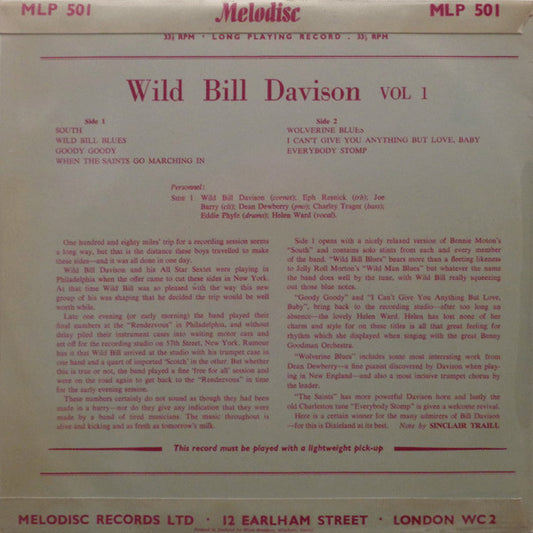 MLP 501 Melodisc MLP 501
33⅓ RPM · LONG PLAYING RECORD . 33⅓ RPM
Wild Bill Davison VOL 1
Side 1
SOUTH
WILD BILL BLUES
GOODY GOODY
WHEN THE SAINTS GO MARCHING IN
Side 2
WOLVERINE BLUES
I CAN'T GIVE YOU ANYTHING BUT LOVE, BABY
EVERYBODY STOMP
Personnel:
SIDE 1 Wild Bill Davison (cornet); Eph Resnick (trb); Joe
Barry (clt); Dean Dewberry (pno); Charley Trager (bass);
Eddie Phyfe (drums); Helen Ward (vocal).
One hundred and eighty miles' trip for a recording session seems
a long way, but that is the distance these boys travelled to make
these sides—and it was all done in one day.
Wild Bill Davison and his All Star Sextet were playing in
Philadelphia when the offer came to cut these sides in New York.
At that time Wild Bill was so pleased with the way this new
group of his was shaping that he decided the trip would be well
worth while.
Late one evening (or early morning) the band played their
final numbers at the "Rendezvous" in Philadelphia, and without
delay piled their instrument cases into waiting motor cars and
set off for the recording studio on 57th Street, New York. Rumour
has it that Wild Bill arrived at the studio with his trumpet case in
one hand and a quart of imported 'Scotch' in the other. But whether
this is true or not, the band played a fine 'free for all' session and
were on the road again to get back to the "Rendezvous" in time
for the early evening session.
These numbers certainly do not sound as though they had been
made in a hurry—nor do they give any indication that they were
made by a band of tired musicians. The music throughout is
alive and kicking and as fresh as tomorrow's milk.
Side 1 opens with a nicely relaxed version of Bennie Moton's
"South" and contains solo stints from each and every member
of the band. "Wild Bill Blues" bears more than a fleeting likeness
to Jelly Roll Morton's "Wild Man Blues" but whatever the name
the band does well by the tune, with Wild Bill really squeezing
out those blue notes.
"Goody Goody" and "I Can't Give You Anything But Love,
Baby", bring back to the recording studio—after too long an
absence—the lovely Helen Ward. Helen has lost none of her
charm and style for on these titles is all that great feeling for
rhythm which she displayed when singing with the great Benny
Goodman Orchestra.
"Wolverine Blues" includes some most interesting work from
Dean Dewberry—a fine pianist discovered by Davison when play-
ing in New England—and also a most incisive trumpet chorus by
the leader.
"The Saints" has more powerful Davison horn and lastly the
old Charleston tune "Everybody Stomp" is given a welcome revival.
Here is a certain winner for the many admirers of Bill Davison
—for this is Dixieland at its best. Note by SINCLAIR TRAILL
This record must be played with a lightweight pick-up
MELODISC RECORDS LTD · 12 EARLHAM STREET · LONDON WC2